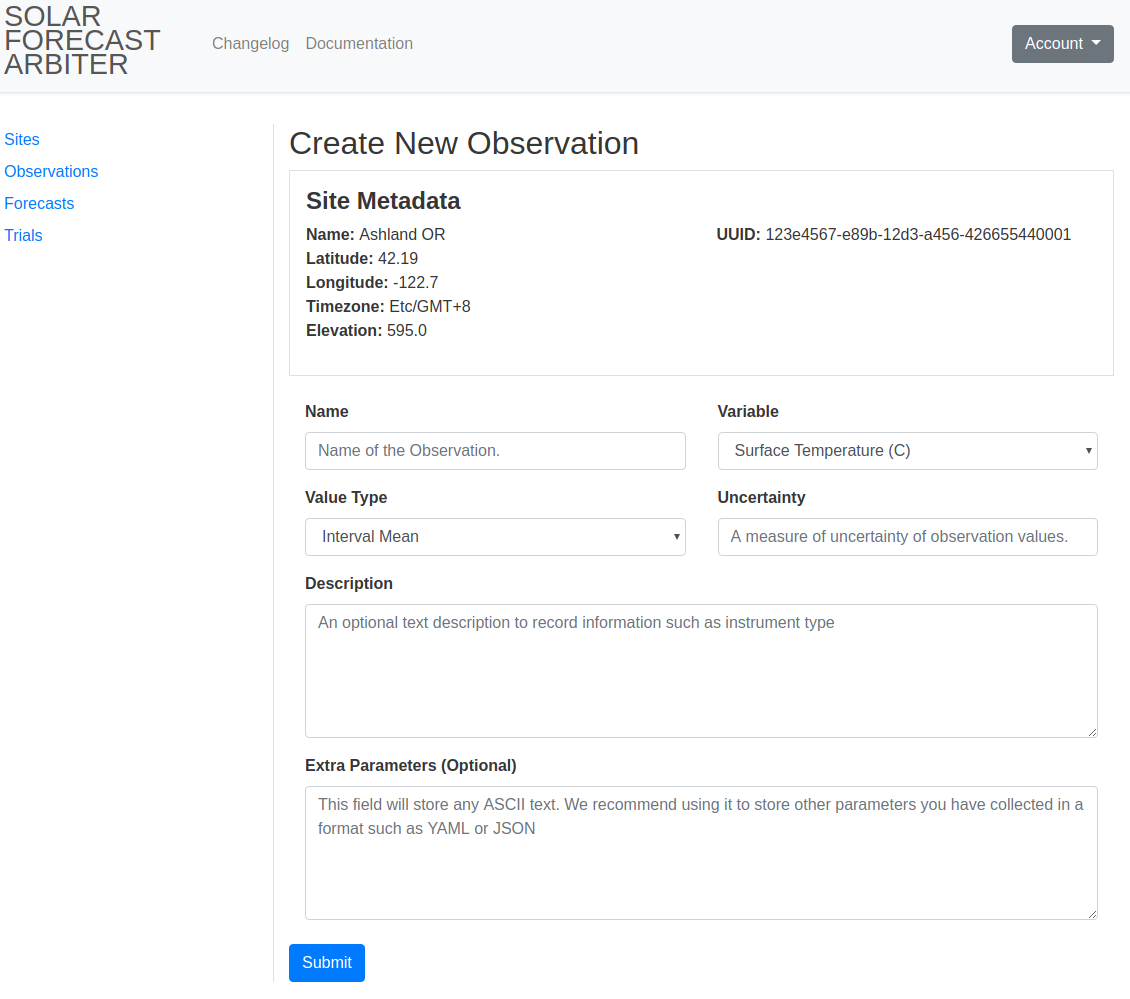 SOLAR
FORECAST
ARBITER
Changelog
Documentation
Account
Sites
Observations
Forecasts
Trials
Create New Observation
Site Metadata
Name: Ashland OR
UUID: 123e4567-e89b-12d3-a456-426655440001
Latitude: 42.19
Longitude: -122.7
Timezone: Etc/GMT+8
Elevation: 595.0
Name
Variable
Name of the Observation.
Surface Temperature (C)
Value Type
Uncertainty
Interval Mean
A measure of uncertainty of observation values.
Description
An optional text description to record information such as instrument type
Extra Parameters (Optional)
This field will store any ASCII text. We recommend using it to store other parameters you have collected in a
format such as YAML or JSON
Submit